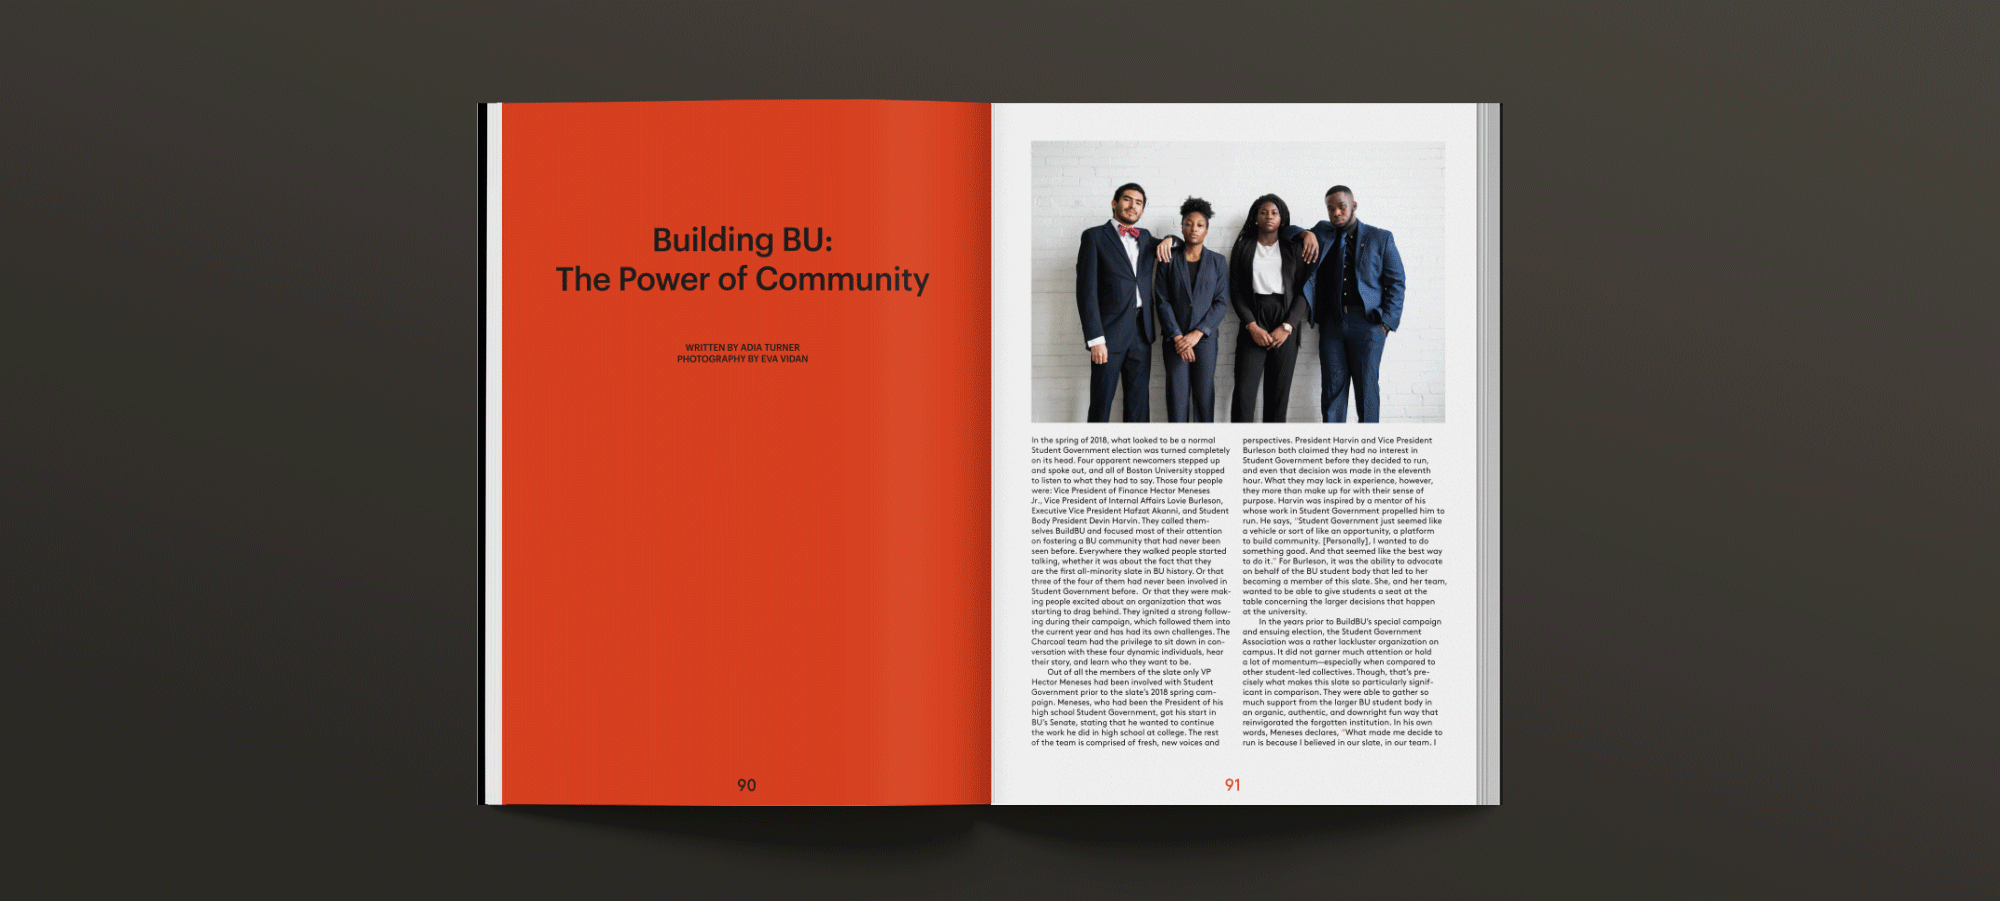 Building BU:
The Power of Community
WRITTEN BY ADIA TURNER
PHOTOGRAPHY BY EVA VIDAN
90
In the spring of 2018, what looked to be a normal
Student Government election was turned completely
on its head. Four apparent newcomers stepped up
and spoke out, and all of Boston University stopped
to listen to what they had to say. Those four people
were: Vice President of Finance Hector Meneses
Jr., Vice President of Internal Affairs Lovie Burleson,
Executive Vice President Hafzat Akanni, and Student
Body President Devin Harvin. They called them-
selves BuildBU and focused most of their attention
on fostering a BU community that had never been
seen before. Everywhere they walked people started
talking, whether it was about the fact that they
are the first all-minority slate in BU history. Or that
three of the four of them had never been involved in
Student Government before. Or that they were mak-
ing people excited about an organization that was
starting to drag behind. They ignited a strong follow-
ing during their campaign, which followed them into
the current year and has had its own challenges. The
Charcoal team had the privilege to sit down in con-
versation with these four dynamic individuals, hear
their story, and learn who they want to be.
Out of all the members of the slate only VP
Hector Meneses had been involved with Student
Government prior to the slate's 2018 spring cam-
paign. Meneses, who had been the President of his
high school Student Government, got his start in
BU's Senate, stating that he wanted to continue
the work he did in high school at college. The rest
of the team is comprised of fresh, new voices and
perspectives. President Harvin and Vice President
Burleson both claimed they had no interest in
Student Government before they decided to run,
and even that decision was made in the eleventh
hour. What they may lack in experience, however,
they more than make up for with their sense of
purpose. Harvin was inspired by a mentor of his
whose work in Student Government propelled him to
run. He says, "Student Government just seemed like
a vehicle or sort of like an opportunity, a platform
to build community. [Personally], I wanted to do
something good. And that seemed like the best way
to do it." For Burleson, it was the ability to advocate
on behalf of the BU student body that led to her
becoming a member of this slate. She, and her team,
wanted to be able to give students a seat at the
table concerning the larger decisions that happen
at the university.
In the years prior to BuildBU's special campaign
and ensuing election, the Student Government
Association was a rather lackluster organization on
campus. It did not garner much attention or hold
a lot of momentum—especially when compared to
other student-led collectives. Though, that's pre-
cisely what makes this slate so particularly signif-
icant in comparison. They were able to gather so
much support from the larger BU student body in
an organic, authentic, and downright fun way that
reinvigorated the forgotten institution. In his own
words, Meneses declares, "What made me decide to
run is because I believed in our slate, in our team. I
91